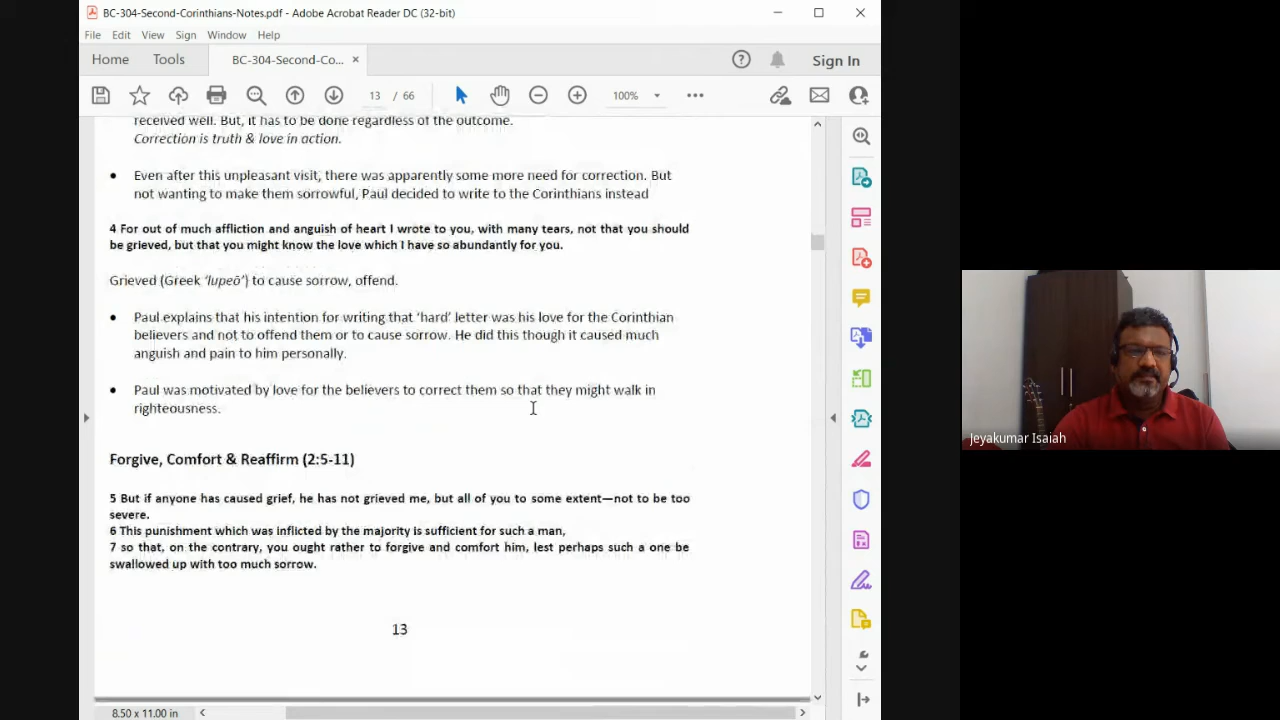 BC-304-Second-Corinthians-Notes.pdf - Adobe Acrobat Reader DC (32-bit)
File Edit View Sign Window Help
Home Tools BC-304-Second-Co... × Sign In
13 / 66 100%
received well. But, it has to be done regardless of the outcome.
Correction is truth & love in action.
• Even after this unpleasant visit, there was apparently some more need for correction. But
not wanting to make them sorrowful, Paul decided to write to the Corinthians instead
4 For out of much affliction and anguish of heart I wrote to you, with many tears, not that you should
be grieved, but that you might know the love which I have so abundantly for you.
Grieved (Greek ‘lupeō’) to cause sorrow, offend.
• Paul explains that his intention for writing that ‘hard’ letter was his love for the Corinthian
believers and not to offend them or to cause sorrow. He did this though it caused much
anguish and pain to him personally.
• Paul was motivated by love for the believers to correct them so that they might walk in
righteousness.
Forgive, Comfort & Reaffirm (2:5-11)
5 But if anyone has caused grief, he has not grieved me, but all of you to some extent—not to be too
severe.
6 This punishment which was inflicted by the majority is sufficient for such a man,
7 so that, on the contrary, you ought rather to forgive and comfort him, lest perhaps such a one be
swallowed up with too much sorrow.
13
8.50 x 11.00 in
Jeyakumar Isaiah